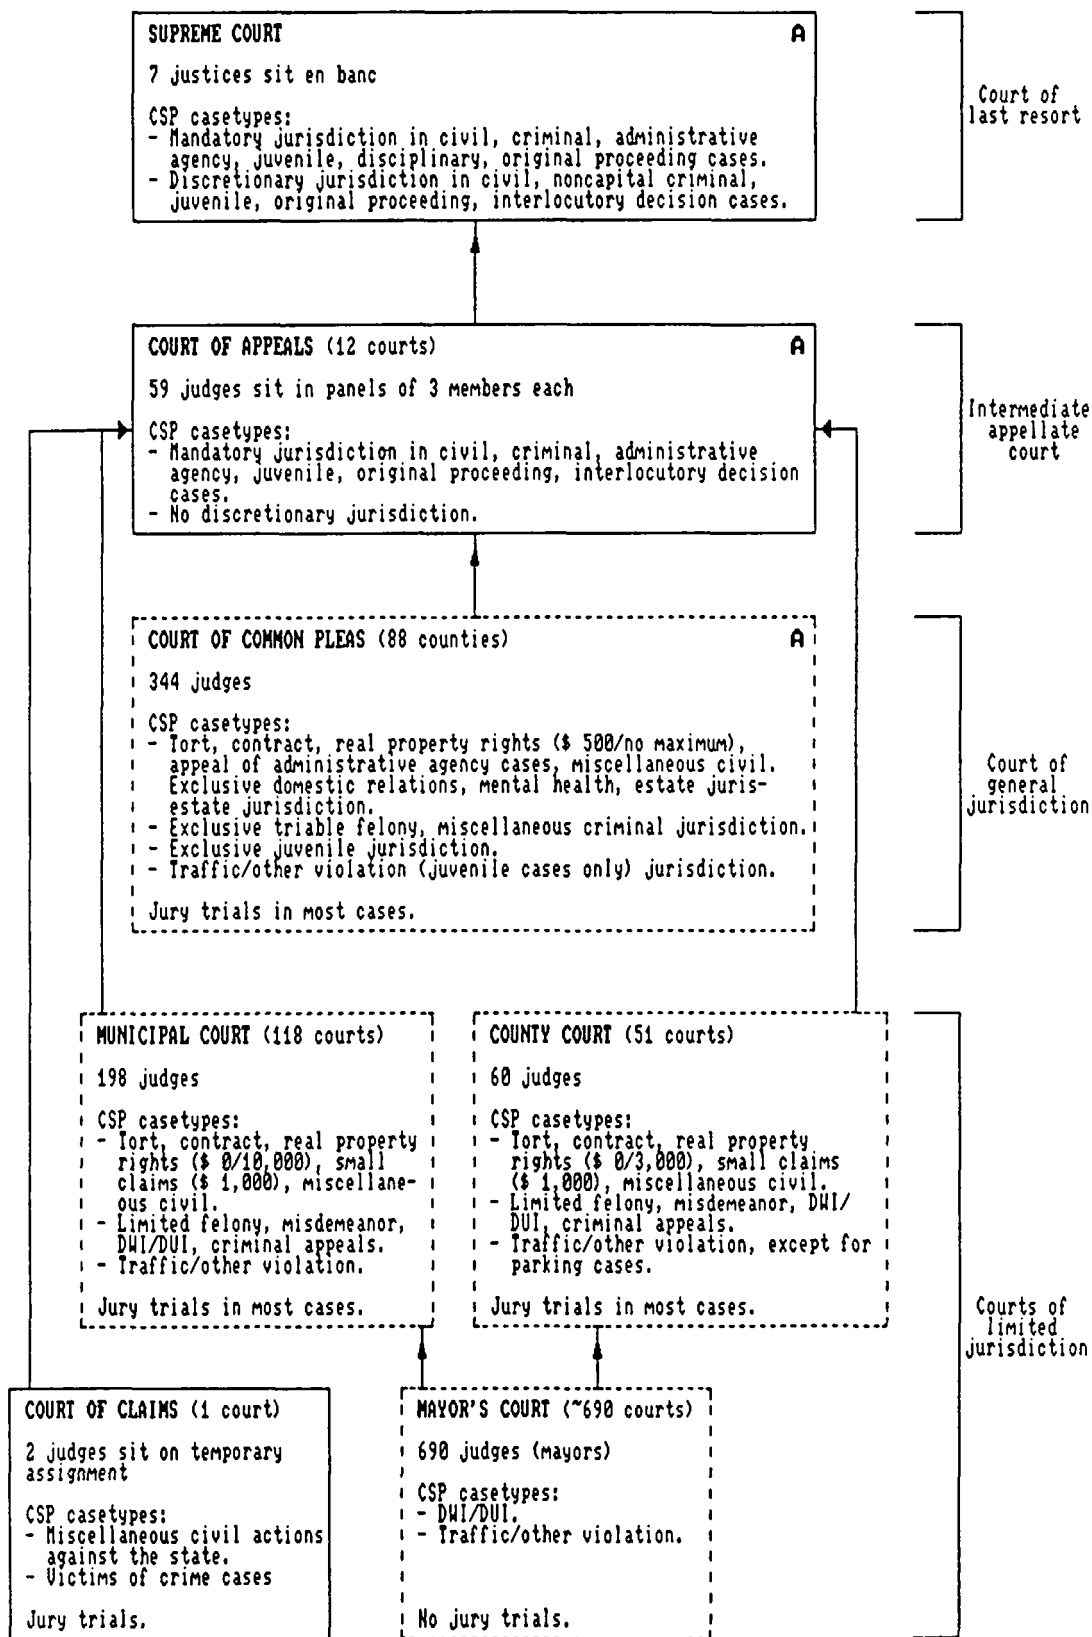 SUPREME COURT A
7 justices sit en banc
CSP casetypes:
- Mandatory jurisdiction in civil, criminal, administrative
agency, juvenile, disciplinary, original proceeding cases.
- Discretionary jurisdiction in civil, noncapital criminal,
juvenile, original proceeding, interlocutory decision cases.
Court of
last resort
COURT OF APPEALS (12 courts) A
59 judges sit in panels of 3 members each
CSP casetypes:
- Mandatory jurisdiction in civil, criminal, administrative
agency, juvenile, original proceeding, interlocutory decision
cases.
- No discretionary jurisdiction.
Intermediate
appellate
court
COURT OF COMMON PLEAS (88 counties) A
344 judges
CSP casetypes:
- Tort, contract, real property rights ($ 500/no maximum),
appeal of administrative agency cases, miscellaneous civil.
Exclusive domestic relations, mental health, estate juris-
estate jurisdiction.
- Exclusive triable felony, miscellaneous criminal jurisdiction.
- Exclusive juvenile jurisdiction.
- Traffic/other violation (juvenile cases only) jurisdiction.
Jury trials in most cases.
Court of
general
jurisdiction
MUNICIPAL COURT (118 courts)
198 judges
CSP casetypes:
- Tort, contract, real property
rights ($ 0/10,000), small
claims ($ 1,000), miscellane-
ous civil.
- Limited felony, misdemeanor,
DWI/DUI, criminal appeals.
- Traffic/other violation.
Jury trials in most cases.
COUNTY COURT (51 courts)
60 judges
CSP casetypes:
- Tort, contract, real property
rights ($ 0/3,000), small claims
($ 1,000), miscellaneous civil.
- Limited felony, misdemeanor, DWI/
DUI, criminal appeals.
- Traffic/other violation, except for
parking cases.
Jury trials in most cases.
Courts of
limited
jurisdiction
COURT OF CLAIMS (1 court)
2 judges sit on temporary
assignment
CSP casetypes:
- Miscellaneous civil actions
against the state.
- Victims of crime cases
Jury trials.
MAYOR'S COURT (~690 courts)
690 judges (mayors)
CSP casetypes:
- DWI/DUI.
- Traffic/other violation.
No jury trials.